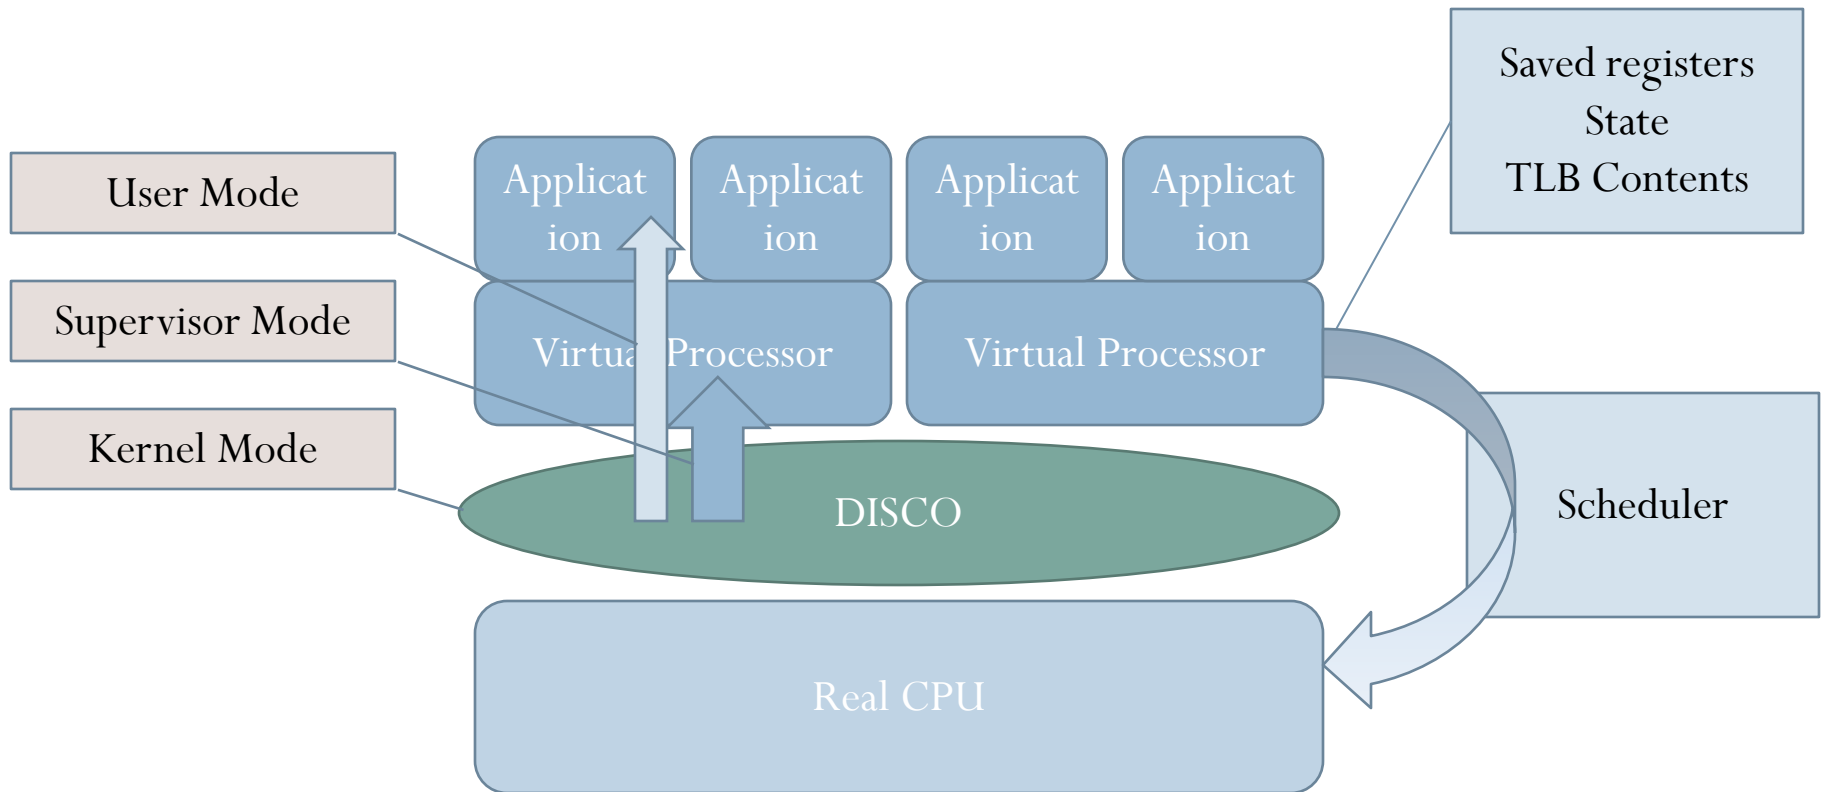 Saved registers
State
TLB Contents
User Mode
Supervisor Mode
Kernel Mode
Applicat
ion
Applicat
ion
Applicat
ion
Applicat
ion
Virtual Processor
Virtual Processor
DISCO
Scheduler
Real CPU